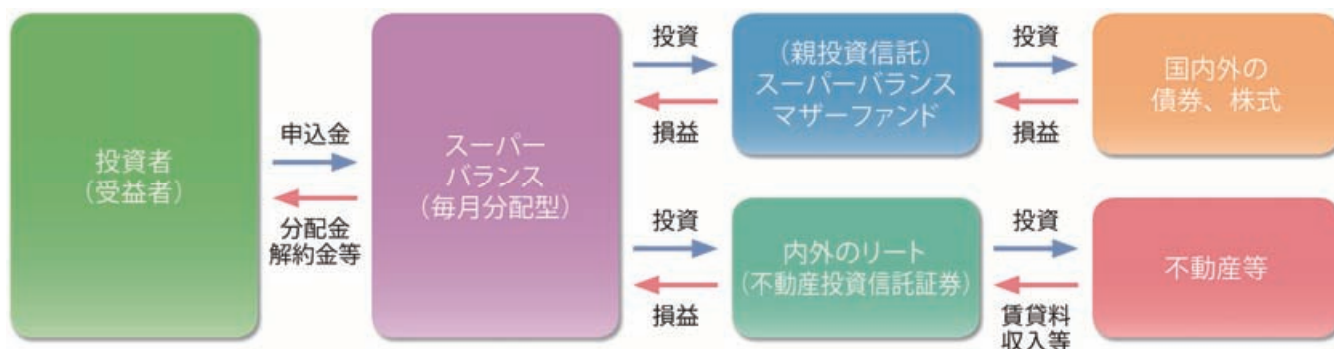 投資者
（受益者）
申込金
分配金
解約金等
スーパー
バランス
（毎月分配型）
投資
損益
（親投資信託）
スーパーバランス
マザーファンド
投資
損益
国内外の
債券、株式
投資
損益
内外のリート
（不動産投資信託証券）
投資
賃貸料
収入等
不動産等